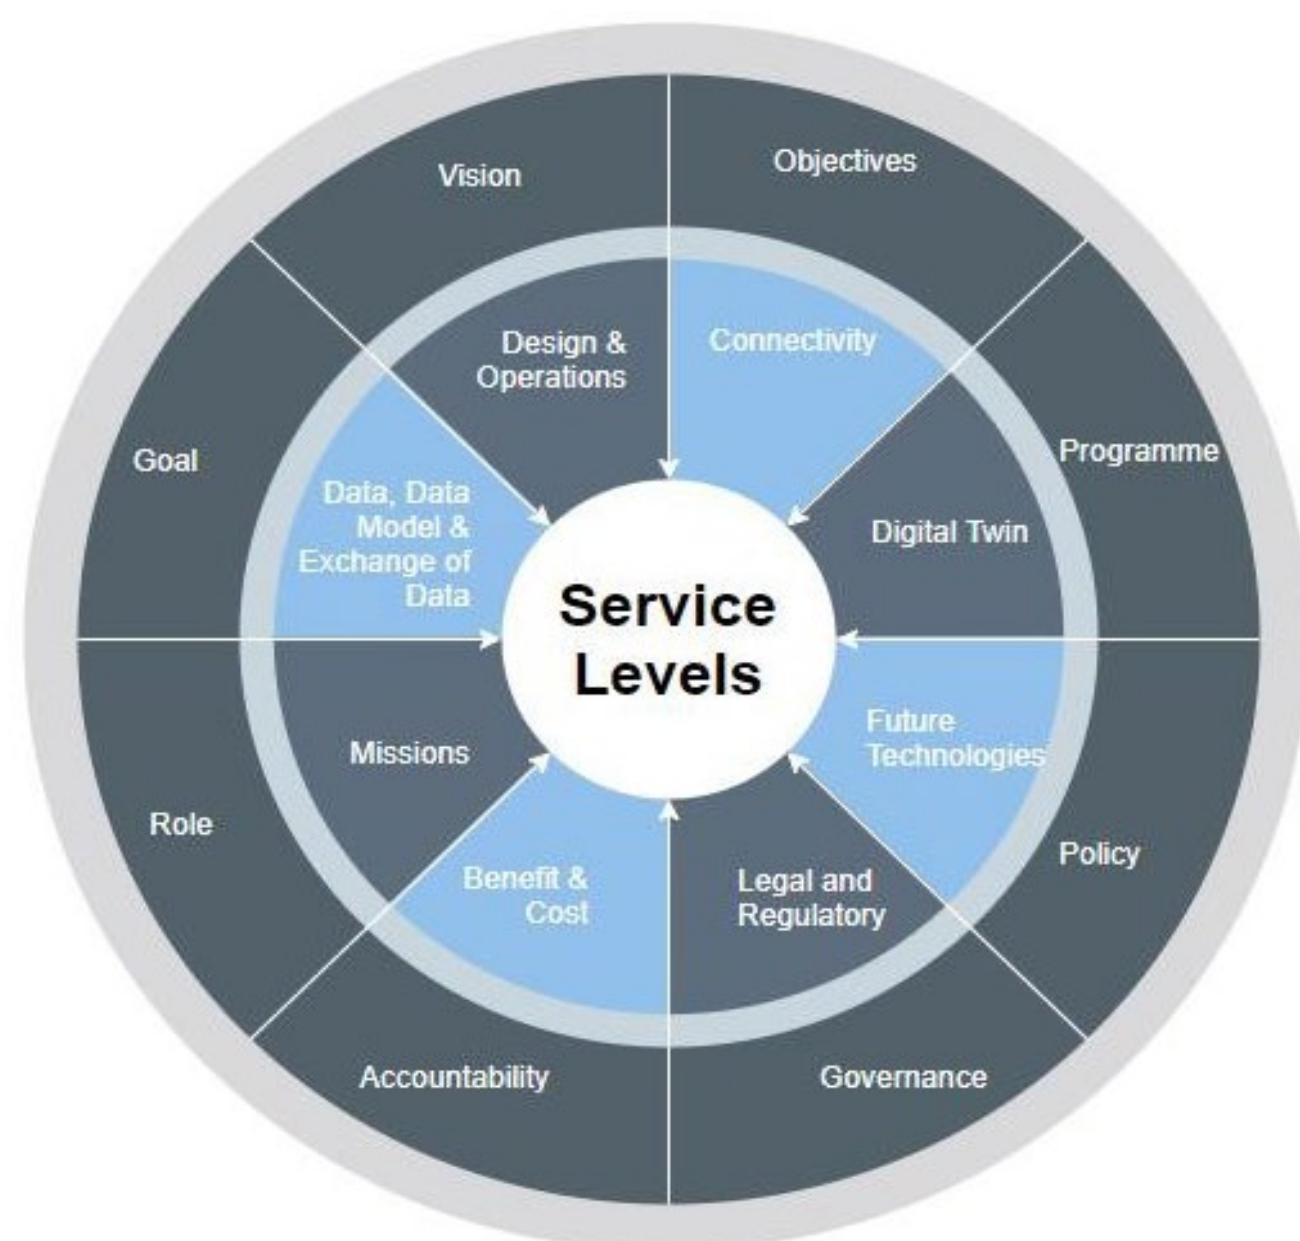 Vision
Objectives
Design &
Operations
Connectivity
Goal
Programme
Data, Data
Model &
Exchange of
Data
Digital Twin
Service
Levels
Missions
Future
Technologies
Role
Policy
Benefit &
Cost
Legal and
Regulatory
Accountability
Governance